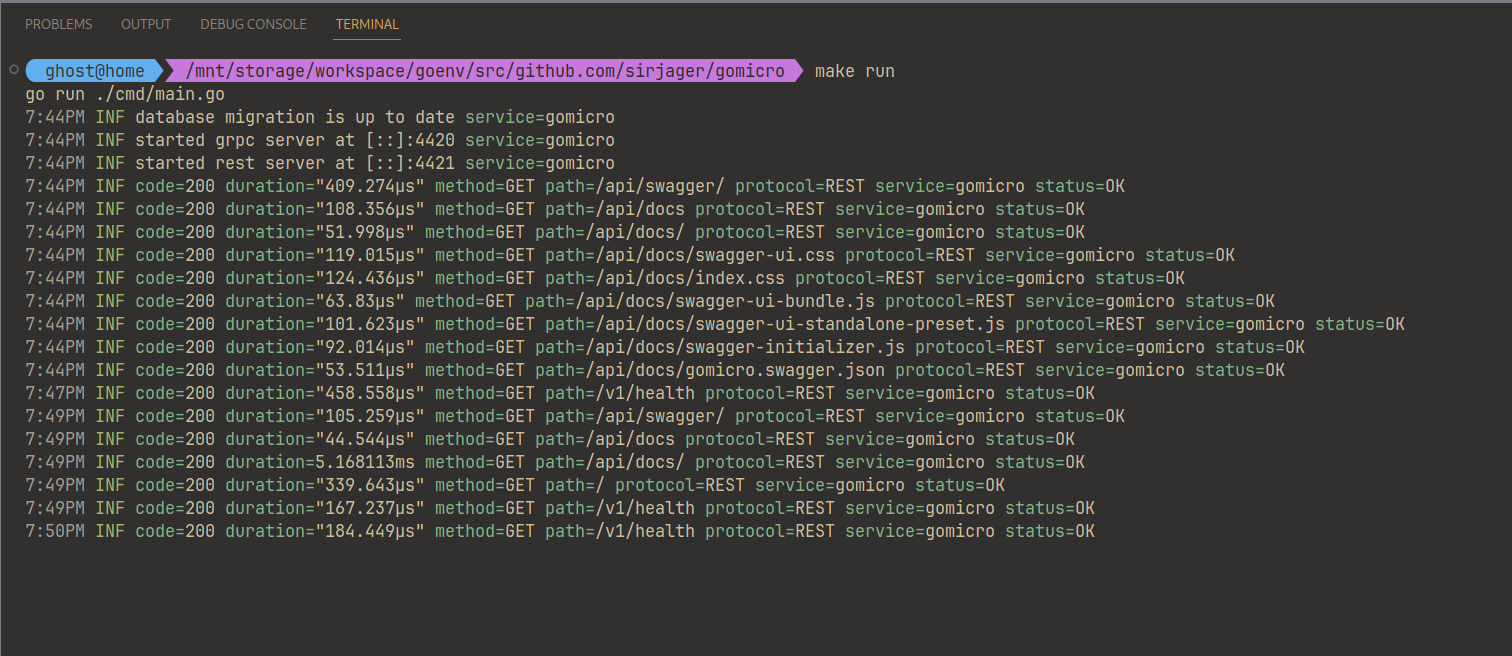 PROBLEMS OUTPUT DEBUG CONSOLE TERMINAL
ghost@home /mnt/storage/workspace/goenv/src/github.com/sirjager/gomicro make run
go run ./cmd/main.go
7:44PM INF database migration is up to date service=gomicro
7:44PM INF started grpc server at [::]:4420 service=gomicro
7:44PM INF started rest server at [::]:4421 service=gomicro
7:44PM INF code=200 duration="409.274µs" method=GET path=/api/swagger/ protocol=REST service=gomicro status=OK
7:44PM INF code=200 duration="108.356µs" method=GET path=/api/docs protocol=REST service=gomicro status=OK
7:44PM INF code=200 duration="51.998µs" method=GET path=/api/docs/ protocol=REST service=gomicro status=OK
7:44PM INF code=200 duration="119.015µs" method=GET path=/api/docs/swagger-ui.css protocol=REST service=gomicro status=OK
7:44PM INF code=200 duration="124.436µs" method=GET path=/api/docs/index.css protocol=REST service=gomicro status=OK
7:44PM INF code=200 duration="63.83µs" method=GET path=/api/docs/swagger-ui-bundle.js protocol=REST service=gomicro status=OK
7:44PM INF code=200 duration="101.623µs" method=GET path=/api/docs/swagger-ui-standalone-preset.js protocol=REST service=gomicro status=OK
7:44PM INF code=200 duration="92.014µs" method=GET path=/api/docs/swagger-initializer.js protocol=REST service=gomicro status=OK
7:44PM INF code=200 duration="53.511µs" method=GET path=/api/docs/gomicro.swagger.json protocol=REST service=gomicro status=OK
7:47PM INF code=200 duration="458.558µs" method=GET path=/v1/health protocol=REST service=gomicro status=OK
7:49PM INF code=200 duration="105.259µs" method=GET path=/api/swagger/ protocol=REST service=gomicro status=OK
7:49PM INF code=200 duration="44.544µs" method=GET path=/api/docs protocol=REST service=gomicro status=OK
7:49PM INF code=200 duration=5.168113ms method=GET path=/api/docs/ protocol=REST service=gomicro status=OK
7:49PM INF code=200 duration="339.643µs" method=GET path=/ protocol=REST service=gomicro status=OK
7:49PM INF code=200 duration="167.237µs" method=GET path=/v1/health protocol=REST service=gomicro status=OK
7:50PM INF code=200 duration="184.449µs" method=GET path=/v1/health protocol=REST service=gomicro status=OK